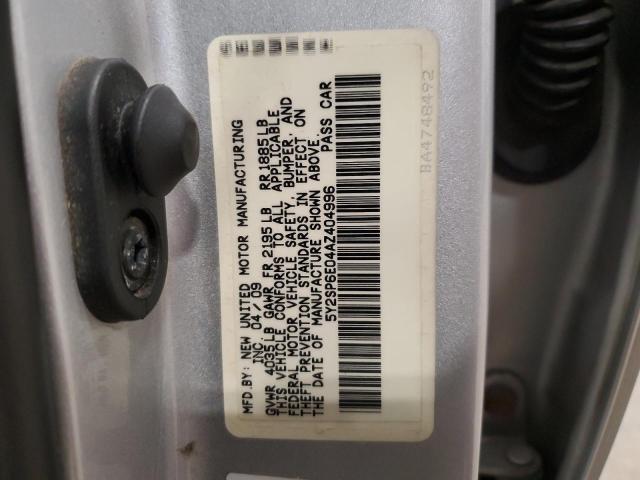 MFD.BY: NEW UNITED MOTOR MANUFACTURING
INC. 04/09
GVWR 4035LB GAWR FR 2195LB RR 1885LB
THIS VEHICLE CONFORMS TO ALL APPLICABLE
FEDERAL MOTOR VEHICLE SAFETY, BUMPER, AND
THEFT PREVENTION STANDARDS IN EFFECT ON
THE DATE OF MANUFACTURE SHOWN ABOVE.
5Y2SP6E04AZ404996 PASS CAR
BA4748492